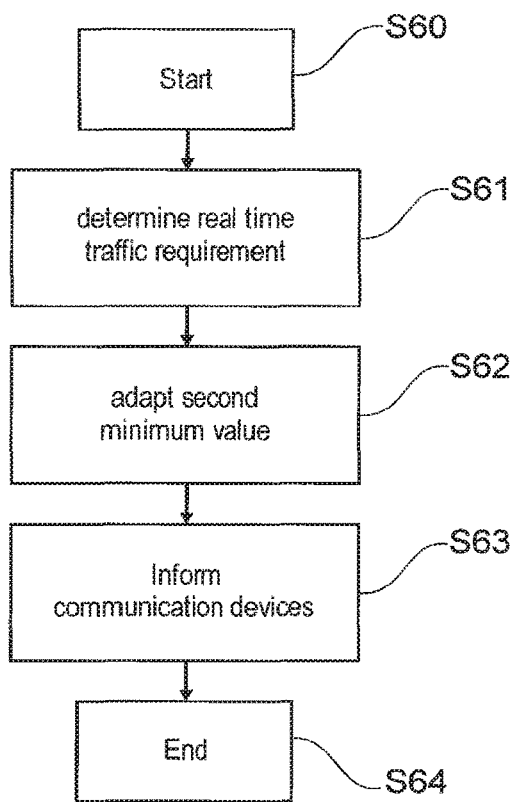 S60
Start
S61
determine real time
traffic requirement
S62
adapt second
minimum value
S63
Inform
communication devices
End
S64